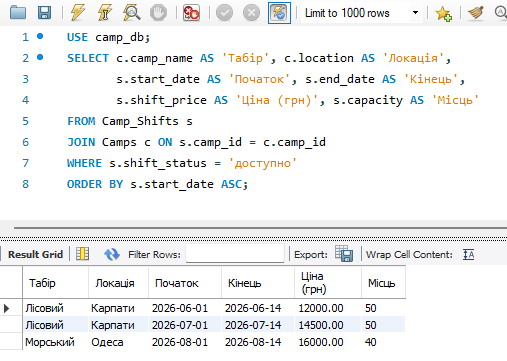 Limit to 1000 rows
1 USE camp_db;
2 SELECT c.camp_name AS 'Табір', c.location AS 'Локація',
3 s.start_date AS 'Початок', s.end_date AS 'Кінець',
4 s.shift_price AS 'Ціна (грн)', s.capacity AS 'Місць'
5 FROM Camp_Shifts s
6 JOIN Camps c ON s.camp_id = c.camp_id
7 WHERE s.shift_status = 'доступно'
8 ORDER BY s.start_date ASC;
Result Grid Filter Rows: Export: Wrap Cell Content:
Табір Локація Початок Кінець Ціна (грн) Місць
Лісовий Карпати 2026-06-01 2026-06-14 12000.00 50
Лісовий Карпати 2026-07-01 2026-07-14 14500.00 50
Морський Одеса 2026-08-01 2026-08-14 16000.00 40